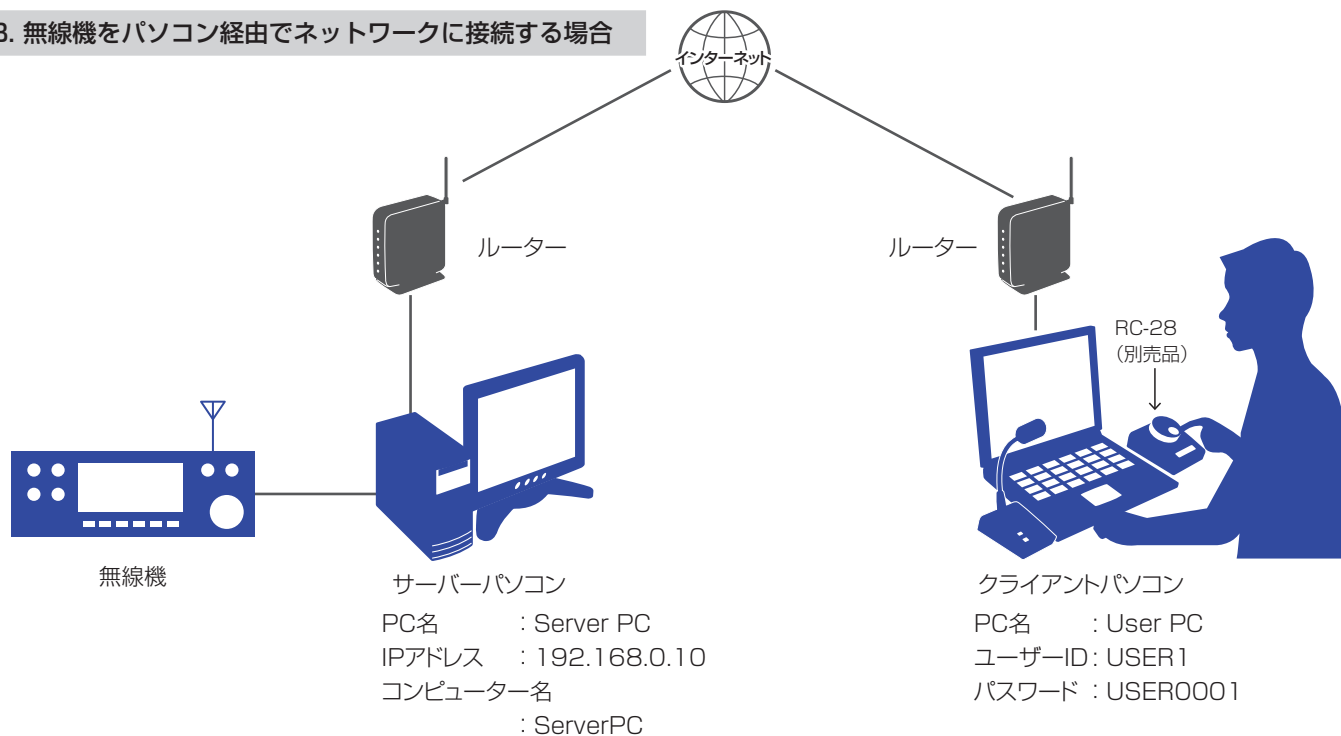 3. 無線機をパソコン経由でネットワークに接続する場合
インターネット
ルーター
ルーター
RC-28
（別売品）
無線機
サーバーパソコン
PC名 : Server PC
IPアドレス : 192.168.0.10
コンピューター名
: ServerPC
クライアントパソコン
PC名 : User PC
ユーザーID : USER1
パスワード : USER0001